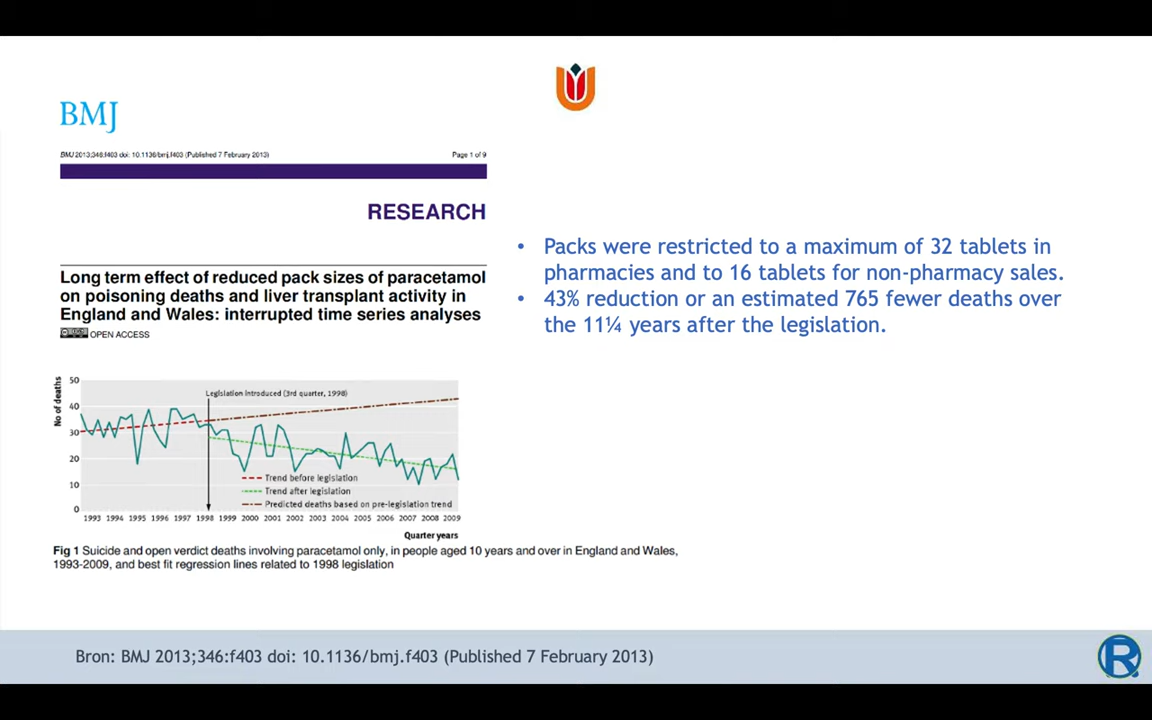 BMJ
BMJ 2013;346:f403 doi: 10.1136/bmj.f403 (Published 7 February 2013)
Page 1 of 9
RESEARCH
Long term effect of reduced pack sizes of paracetamol
on poisoning deaths and liver transplant activity in
England and Wales: interrupted time series analyses
OPEN ACCESS
• Packs were restricted to a maximum of 32 tablets in
pharmacies and to 16 tablets for non-pharmacy sales.
• 43% reduction or an estimated 765 fewer deaths over
the 11¼ years after the legislation.
No of deaths
50
40
30
20
10
0
Legislation introduced (3rd quarter, 1998)
Trend before legislation
Trend after legislation
Predicted deaths based on pre-legislation trend
1993 1994 1995 1996 1997 1998 1999 2000 2001 2002 2003 2004 2005 2006 2007 2008 2009
Quarter years
Fig 1 Suicide and open verdict deaths involving paracetamol only, in people aged 10 years and over in England and Wales,
1993-2009, and best fit regression lines related to 1998 legislation
Bron: BMJ 2013;346:f403 doi: 10.1136/bmj.f403 (Published 7 February 2013)
R